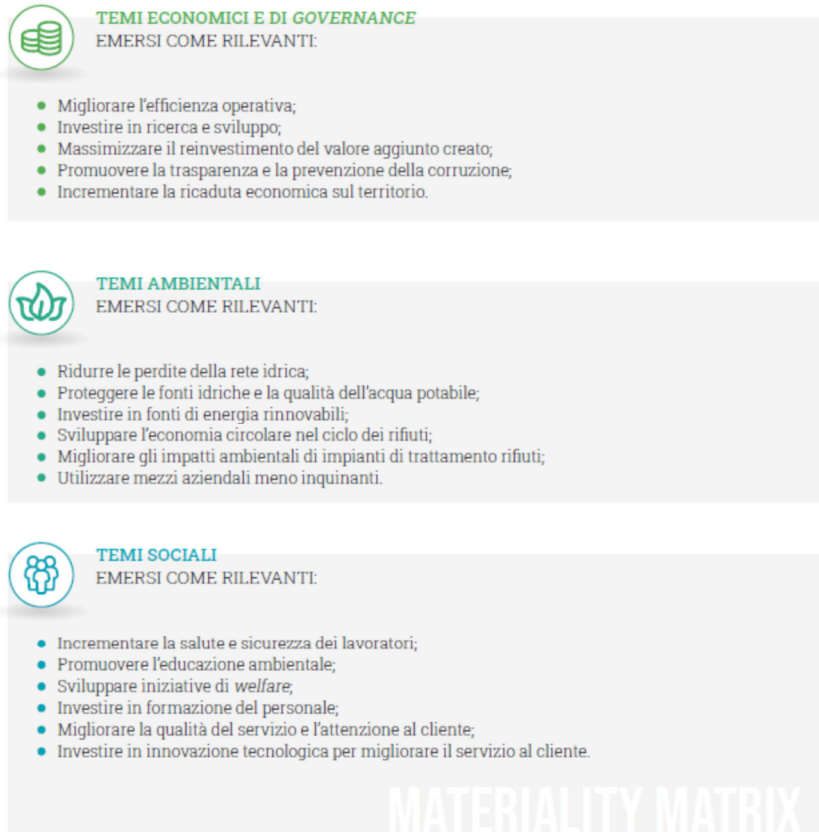 TEMI ECONOMICI E DI GOVERNANCE
EMERSI COME RILEVANTI:
• Migliorare l'efficienza operativa;
• Investire in ricerca e sviluppo;
• Massimizzare il reinvestimento del valore aggiunto creato;
• Promuovere la trasparenza e la prevenzione della corruzione;
• Incrementare la ricaduta economica sul territorio.
TEMI AMBIENTALI
EMERSI COME RILEVANTI:
• Ridurre le perdite della rete idrica;
• Proteggere le fonti idriche e la qualità dell'acqua potabile;
• Investire in fonti di energia rinnovabili;
• Sviluppare l'economia circolare nel ciclo dei rifiuti;
• Migliorare gli impatti ambientali di impianti di trattamento rifiuti;
• Utilizzare mezzi aziendali meno inquinanti.
TEMI SOCIALI
EMERSI COME RILEVANTI:
• Incrementare la salute e sicurezza dei lavoratori;
• Promuovere l'educazione ambientale;
• Sviluppare iniziative di welfare;
• Investire in formazione del personale;
• Migliorare la qualità del servizio e l'attenzione al cliente;
• Investire in innovazione tecnologica per migliorare il servizio al cliente.
MATERIALITY MATRIX